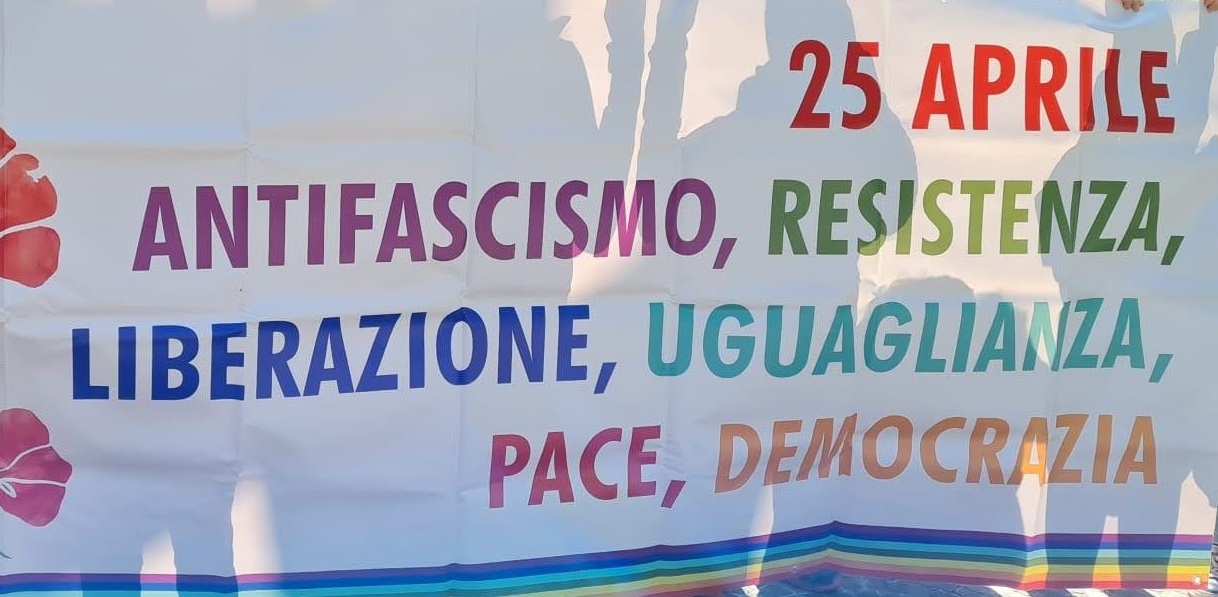 25 APRILE
ANTIFASCISMO, RESISTENZA,
LIBERAZIONE, UGUAGLIANZA,
PACE, DEMOCRAZIA